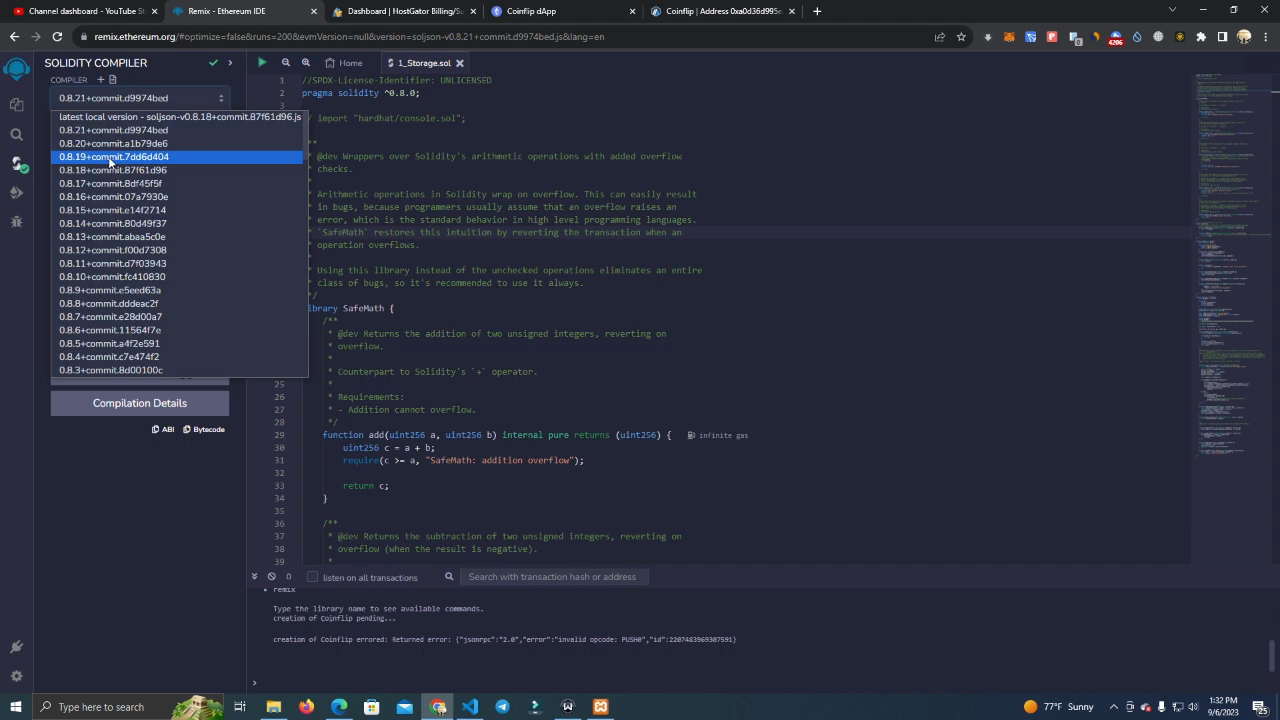 Dashboard - YouTube St
Remix - Ethereum IDE
Dashboard | HostGator Billing/Su
Coinflip dApp
Coinflip | Address 0xa0d36d995e
remix.ethereum.org/#optimize=false&runs=200&evmVersion=null&version=soljson-v0.8.21+commit.d9974bed.js&lang=en
4206
SOLIDITY COMPILER
Home
1_Storage.sol
COMPILER
0.8.21+commit.d9974bed
latest local version - soljson-v0.8.18+commit.87f61d96.js
0.8.21+commit.d9974bed
0.8.20+commit.a1b79de6
0.8.19+commit.7dd6d404
0.8.18+commit.87f61d96
0.8.17+commit.8df45f5f
0.8.16+commit.07a7930e
0.8.15+commit.e14f2714
0.8.14+commit.80d49f37
0.8.13+commit.abaa5c0e
0.8.12+commit.f00d7308
0.8.11+commit.d7f03943
0.8.10+commit.fc410830
0.8.9+commit.e5eed63a
0.8.8+commit.dddeac2f
0.8.7+commit.e28d00a7
0.8.6+commit.11564f7e
0.8.5+commit.a4f2e591
0.8.4+commit.c7e474f2
0.8.3+commit.8d00100c
Compilation Details
ABI
Bytecode
1 //SPDX-License-Identifier: UNLICENSED
2 pragma solidity ^0.8.0;
3
import "hardhat/console.sol";
**
* @dev Wrappers over Solidity's arithmetic operations with added overflow
* checks.
*
* Arithmetic operations in Solidity wrap on overflow. This can easily result
* in bugs, because programmers usually assume that an overflow raises an
* error, which is the standard behavior in high level programming languages.
* `SafeMath` restores this intuition by reverting the transaction when an
* operation overflows.
*
* Using this library instead of the unchecked operations eliminates an entire
* class of bugs, so it's recommended to use it always.
*/
library SafeMath {
/**
* @dev Returns the addition of two unsigned integers, reverting on
* overflow.
*
* Counterpart to Solidity's `+` operator.
25 *
26 * Requirements:
27 * - Addition cannot overflow.
28 */
29 function add(uint256 a, uint256 b) internal pure returns (uint256) { infinite gas
30 uint256 c = a + b;
31 require(c >= a, "SafeMath: addition overflow");
32
33 return c;
34 }
35
36 /**
37 * @dev Returns the subtraction of two unsigned integers, reverting on
38 * overflow (when the result is negative).
39 *
0
listen on all transactions
Search with transaction hash or address
remix
Type the library name to see available commands.
creation of Coinflip pending...
creation of Coinflip errored: Returned error: {"jsonrpc":"2.0","error":"invalid opcode: PUSH0","id":2207483969307591}
>
Type here to search
77°F Sunny
1:32 PM
9/6/2023